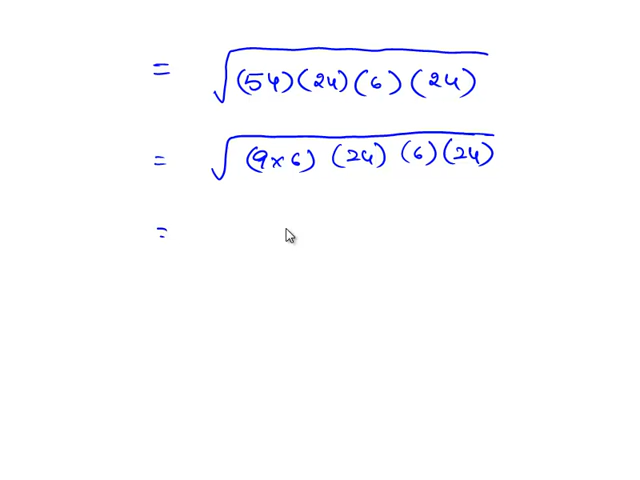 = √(54)(24)(6)(24)
= √(9×6) (24) (6)(24)
=